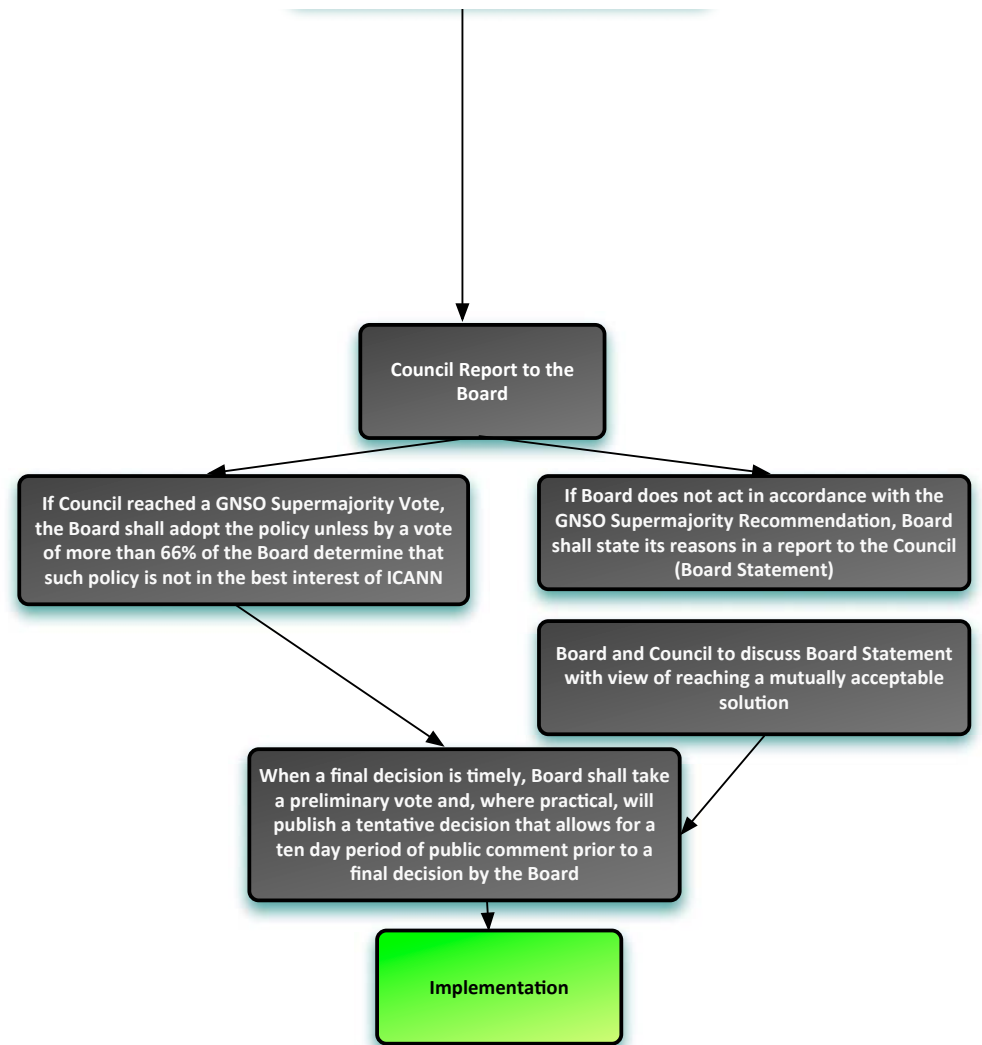 Council Report to the
Board
If Council reached a GNSO Supermajority Vote,
the Board shall adopt the policy unless by a vote
of more than 66% of the Board determine that
such policy is not in the best interest of ICANN
If Board does not act in accordance with the
GNSO Supermajority Recommendation, Board
shall state its reasons in a report to the Council
(Board Statement)
Board and Council to discuss Board Statement
with view of reaching a mutually acceptable
solution
When a final decision is timely, Board shall take
a preliminary vote and, where practical, will
publish a tentative decision that allows for a
ten day period of public comment prior to a
final decision by the Board
Implementation